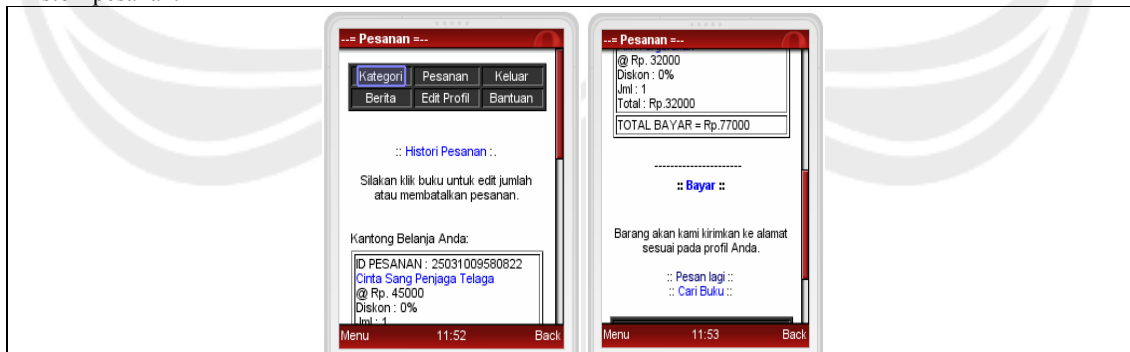 --= Pesanan =--
Kategori Pesanan Keluar
Berita Edit Profil Bantuan
:: Histori Pesanan :.
Silakan klik buku untuk edit jumlah
atau membatalkan pesanan.
Kantong Belanja Anda:
ID PESANAN : 25031009580822
Cinta Sang Penjaga Telaga
@ Rp. 45000
Diskon : 0%
Jml : 1
Menu 11:52 Back
--= Pesanan =--
@ Rp. 32000
Diskon : 0%
Jml : 1
Total : Rp.32000
TOTAL BAYAR = Rp.77000
----------------------
:: Bayar ::
Barang akan kami kirimkan ke alamat
sesuai pada profil Anda.
:: Pesan lagi ::
:: Cari Buku ::
Menu 11:53 Back